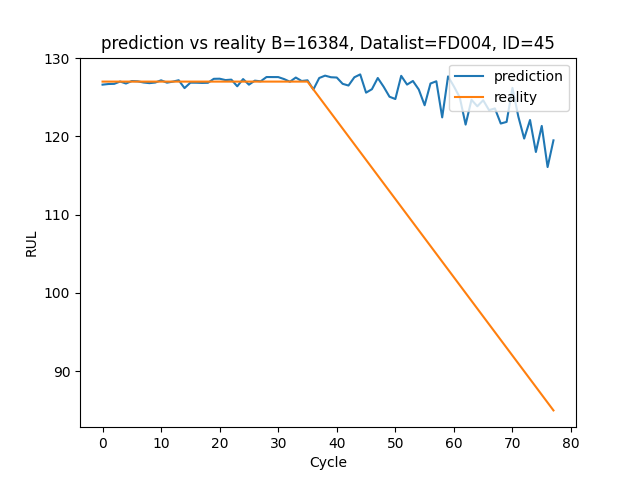 prediction vs reality B=16384, Datalist=FD004, ID=45
prediction
reality
130
120
110
100
90
RUL
0 10 20 30 40 50 60 70 80
Cycle